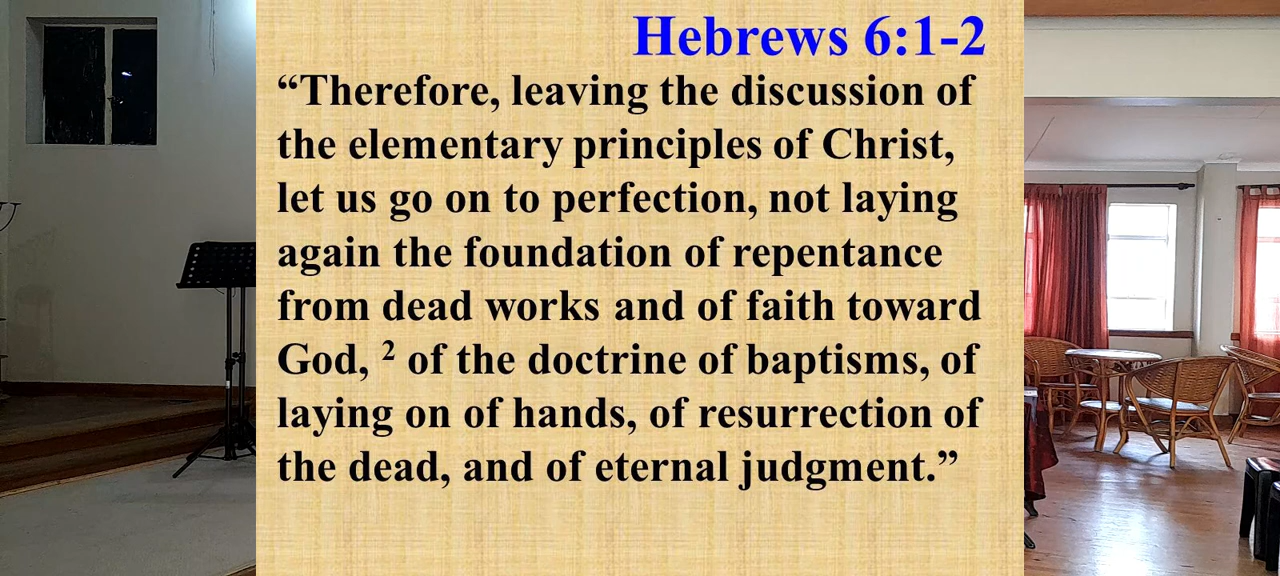 Hebrews 6:1-2
“Therefore, leaving the discussion of
the elementary principles of Christ,
let us go on to perfection, not laying
again the foundation of repentance
from dead works and of faith toward
God, ² of the doctrine of baptisms, of
laying on of hands, of resurrection of
the dead, and of eternal judgment.”